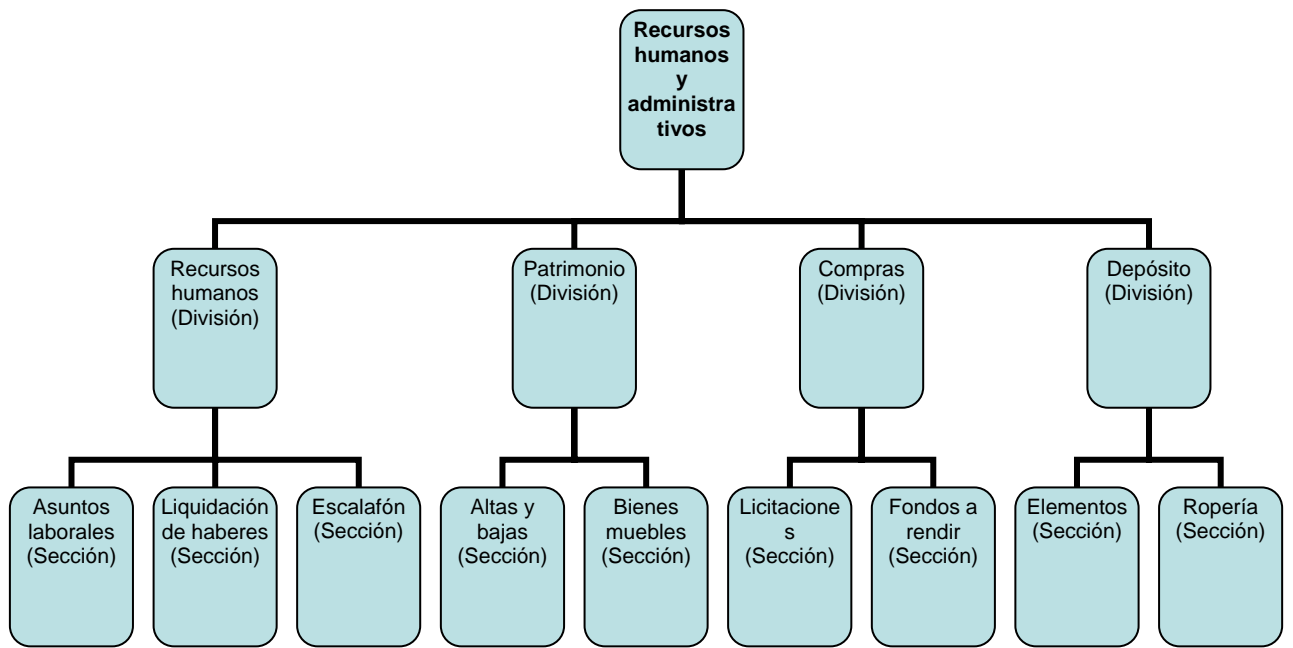 Recursos
humanos
y
administra
tivos
Recursos
humanos
(División)
Patrimonio
(División)
Compras
(División)
Depósito
(División)
Asuntos
laborales
(Sección)
Liquidación
de haberes
(Sección)
Escalafón
(Sección)
Altas y
bajas
(Sección)
Bienes
muebles
(Sección)
Licitacione
s
(Sección)
Fondos a
rendir
(Sección)
Elementos
(Sección)
Ropería
(Sección)